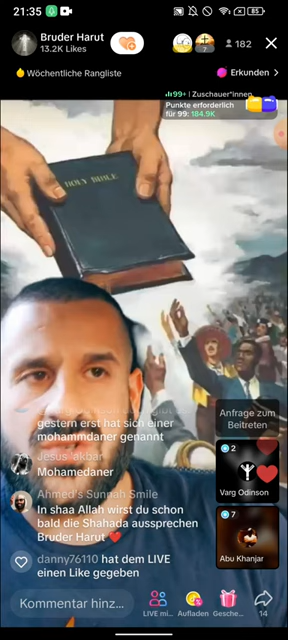 21:35
85
Bruder Harut
13.2K Likes
7
182
Wöchentliche Rangliste
Erkunden
99+ | Zuschauer*innen
Punkte erforderlich
für 99: 184.9K
HOLY BIBLE
gestern erst hat sich einer
mohammdaner genannt
Jesus 'akbar
Mohamedaner
Ahmed's Sunnah Smile
In shaa Allah wirst du schon
bald die Shahada aussprechen
Bruder Harut
danny76110 hat dem LIVE
einen Like gegeben
Anfrage zum
Beitreten
2
Varg Odinson
7
Abu Khanjar
Kommentar hinz...
LIVE mi...
Aufladen
Gesche...
14